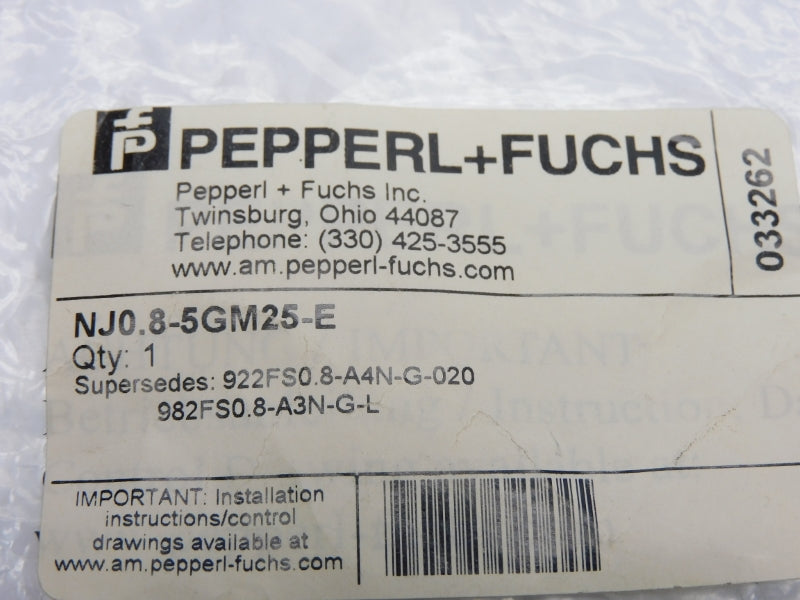 PEPPERL+FUCHS
Pepperl + Fuchs Inc.
Twinsburg, Ohio 44087
Telephone: (330) 425-3555
www.am.pepperl-fuchs.com
033262
NJ0.8-5GM25-E
Qty: 1
Supersedes: 922FS0.8-A4N-G-020
982FS0.8-A3N-G-L
IMPORTANT: Installation
instructions/control
drawings available at
www.am.pepperl-fuchs.com